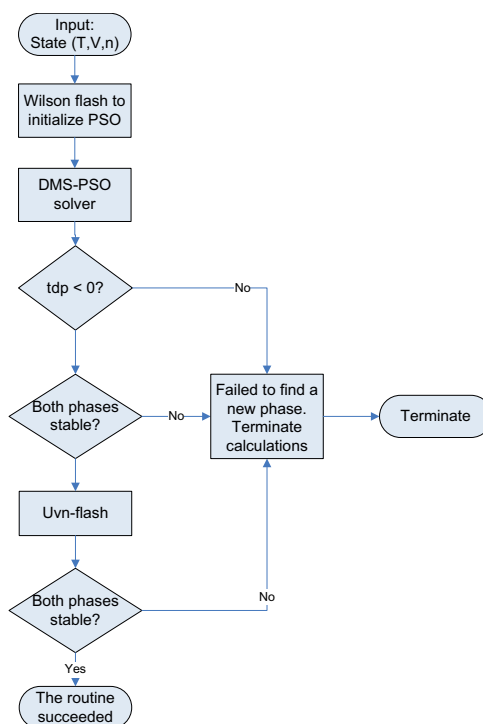 Input:
State (T,V,n)
Wilson flash to
initialize PSO
DMS-PSO
solver
tdp < 0?
No
Both phases
stable?
No
Failed to find a
new phase.
Terminate
calculations
Terminate
Uvn-flash
Both phases
stable?
No
Yes
The routine
succeeded